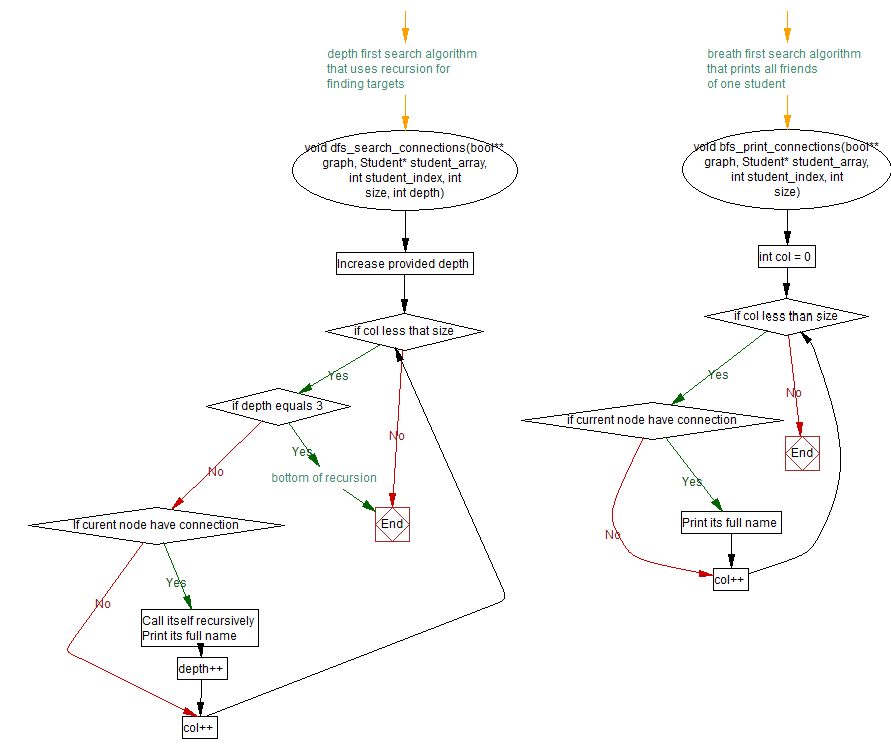 depth first search algorithm
that uses recursion for
finding targets
void dfs_search_connections(bool**
graph, Student* student_array,
int student_index, int
size, int depth)
Increase provided depth
if col less that size
Yes
if depth equals 3
No
Yes
No
bottom of recursion
End
If curent node have connection
Yes
No
Call itself recursively
Print its full name
depth++
col++
breath first search algorithm
that prints all friends
of one student
void bfs_print_connections(bool**
graph, Student* student_array,
int student_index, int
size)
int col = 0
if col less than size
Yes
No
if current node have connection
End
Yes
Print its full name
No
col++